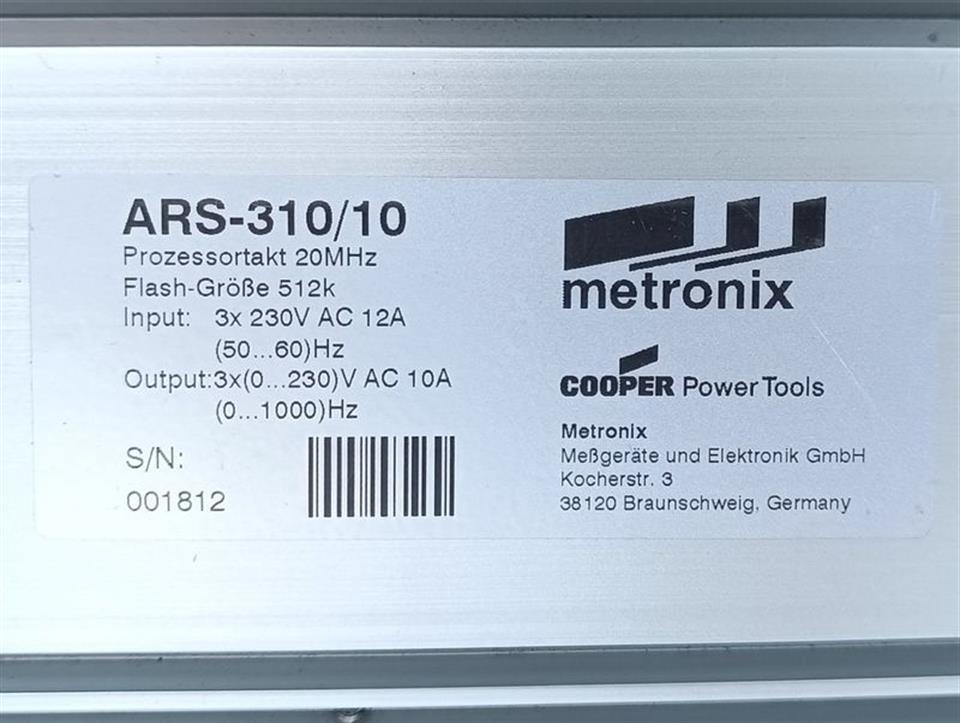 ARS-310/10
Prozessortakt 20MHz
Flash-Größe 512k
Input: 3x 230V AC 12A
(50...60)Hz
Output:3x(0...230)V AC 10A
(0...1000)Hz
S/N:
001812
metronix
COOPER Power Tools
Metronix
Meßgeräte und Elektronik GmbH
Kocherstr. 3
38120 Braunschweig, Germany